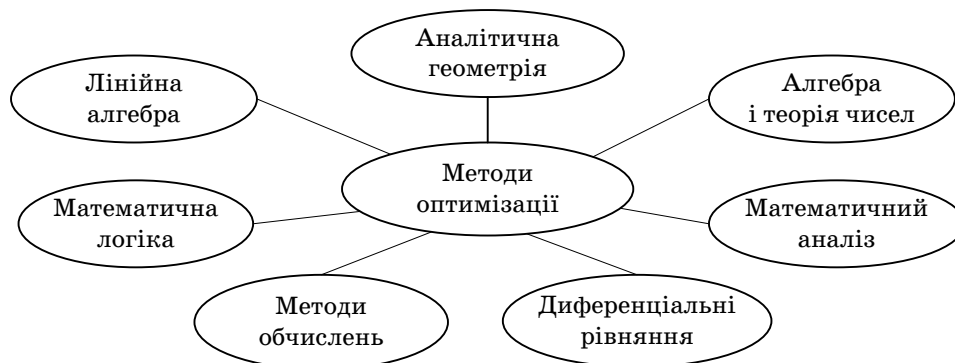 Аналітична
геометрія
Лінійна
алгебра
Алгебра
і теорія чисел
Методи
оптимізації
Математична
логіка
Математичний
аналіз
Методи
обчислень
Диференціальні
рівняння